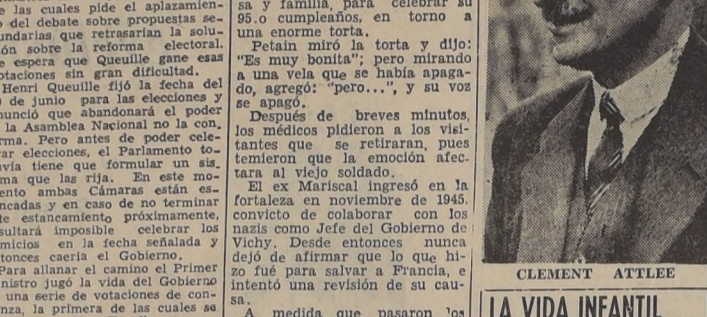 e las cuales pide el aplazamien-
o del debate sobre propuestas se-
undarias que retrasarían la solu-
ón sobre la reforma electoral.
e espera que Queuille gane esas
otaciones sin gran dificultad.
Henri Queuille fijó la fecha del
de junio para las elecciones y
nunció que abandonará el poder
la Asamblea Nacional no la con.
rma. Pero antes de poder cele-
rar elecciones, el Parlamento to-
vía tiene que formular un sis.
ma que las rija. En este mo-
ento ambas Cámaras están es-
ncadas y en caso de no terminar
te estancamiento próximamente,
sultará imposible celebrar los
micios en la fecha señalada y
ntonces caería el Gobierno.
Para allanar el camino el Primer
nistro jugó la vida del Gobierno
una serie de votaciones de con-
nza, la primera de las cuales se
sa y familia, para celebrar su
95.o cumpleaños, en torno a
una enorme torta.
Petain miró la torta y dijo:
"Es muy bonita"; pero mirando
a una vela que se había apaga-
do, agregó: "pero...", y su voz
se apagó.
Después de breves minutos,
los médicos pidieron a los visi-
tantes que se retiraran, pues
temieron que la emoción afec-
tara al viejo soldado.
El ex Mariscal ingresó en la
fortaleza en noviembre de 1945,
convicto de colaborar con los
nazis como Jefe del Gobierno de
Vichy. Desde entonces nunca
dejó de afirmar que lo que hi-
zo fué para salvar a Francia, e
intentó una revisión de su cau-
sa.
A medida que pasaron los
CLEMENT ATTLEE
LA VIDA INFANTIL